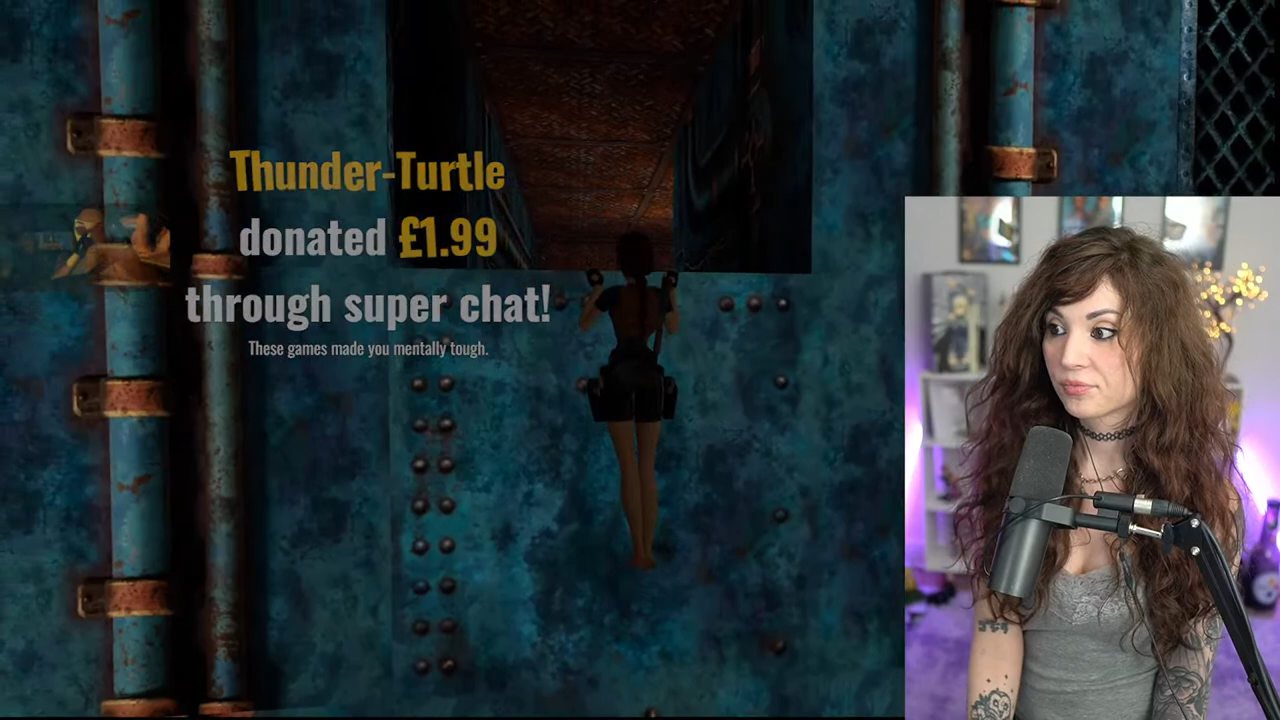 Thunder-Turtle
donated £1.99
through super chat!
These games made you mentally tough.